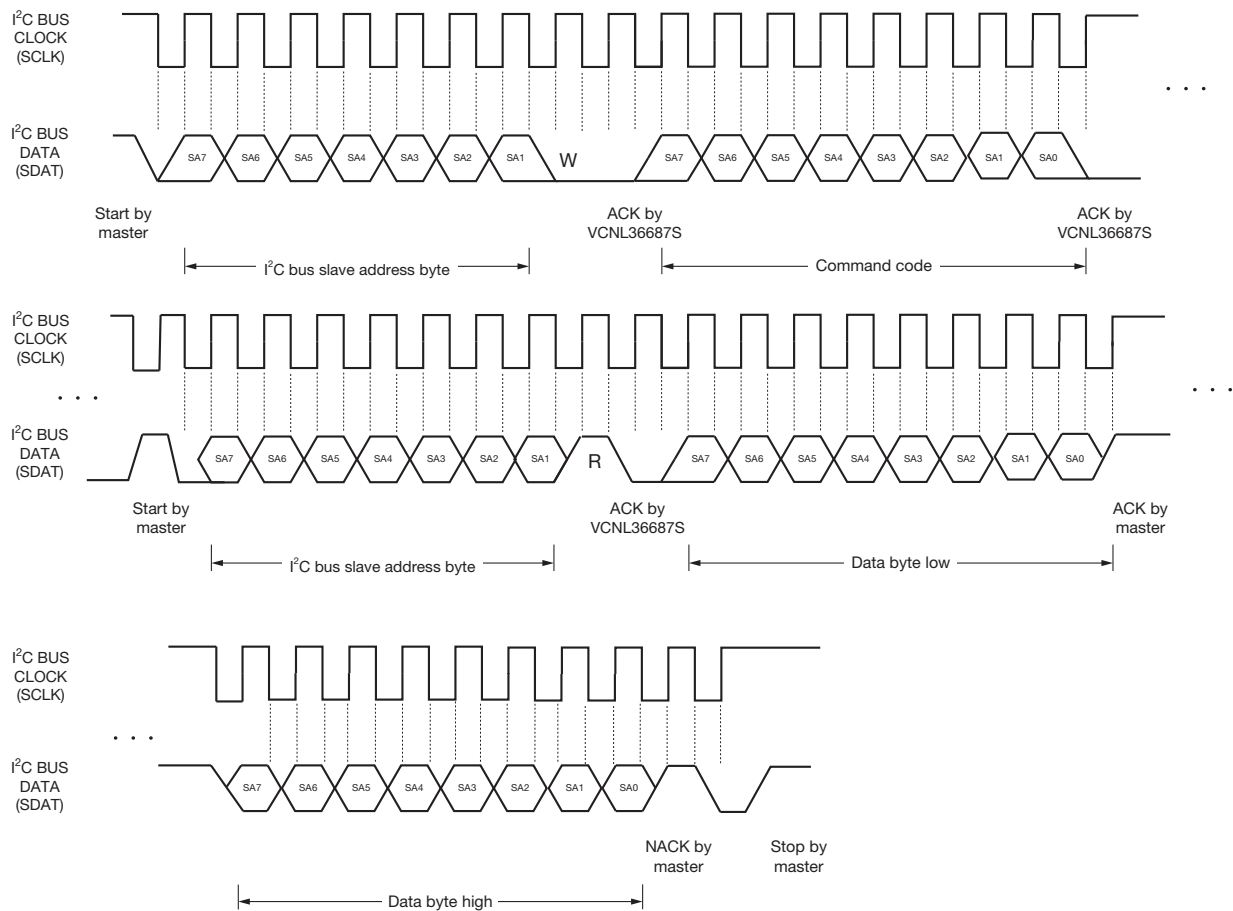 I²C BUS
CLOCK
(SCLK)
. . .
I²C BUS
DATA
(SDAT)
SA7 SA6 SA5 SA4 SA3 SA2 SA1 W SA7 SA6 SA5 SA4 SA3 SA2 SA1 SA0
Start by
master
ACK by
VCNL36687S
ACK by
VCNL36687S
I²C bus slave address byte
Command code
I²C BUS
CLOCK
(SCLK)
. . .
. . .
I²C BUS
DATA
(SDAT)
SA7 SA6 SA5 SA4 SA3 SA2 SA1 R SA7 SA6 SA5 SA4 SA3 SA2 SA1 SA0
Start by
master
ACK by
VCNL36687S
ACK by
master
I²C bus slave address byte
Data byte low
I²C BUS
CLOCK
(SCLK)
. . .
I²C BUS
DATA
(SDAT)
SA7 SA6 SA5 SA4 SA3 SA2 SA1 SA0
NACK by
master
Stop by
master
Data byte high